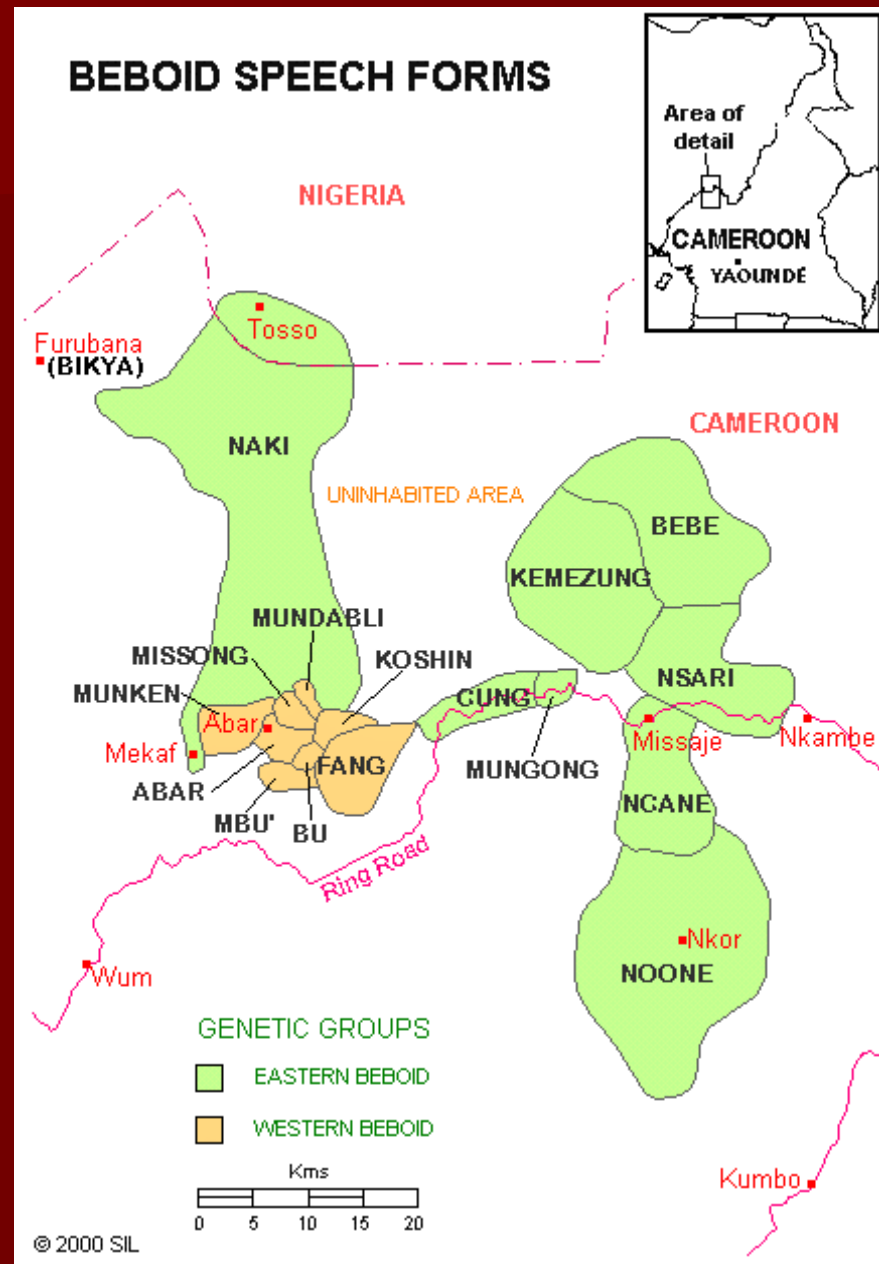 BEBOID SPEECH FORMS
Area of
detail
CAMEROON
YAOUNDÉ
NIGERIA
Tosso
Furubana
(BIKYA)
NAKI
CAMEROON
UNINHABITED AREA
BEBE
KEMEZUNG
MUNDABLI
MISSONG
KOSHIN
MUNKEN
NSARI
CUNG
Abar
Mekaf
FANG
MUNGONG
Missaje
Nkambe
ABAR
MBU'
BU
NCANE
Ring Road
Nkor
NOONE
Wum
GENETIC GROUPS
EASTERN BEBOID
WESTERN BEBOID
Kms
0 5 10 15 20
Kumbo
© 2000 SIL